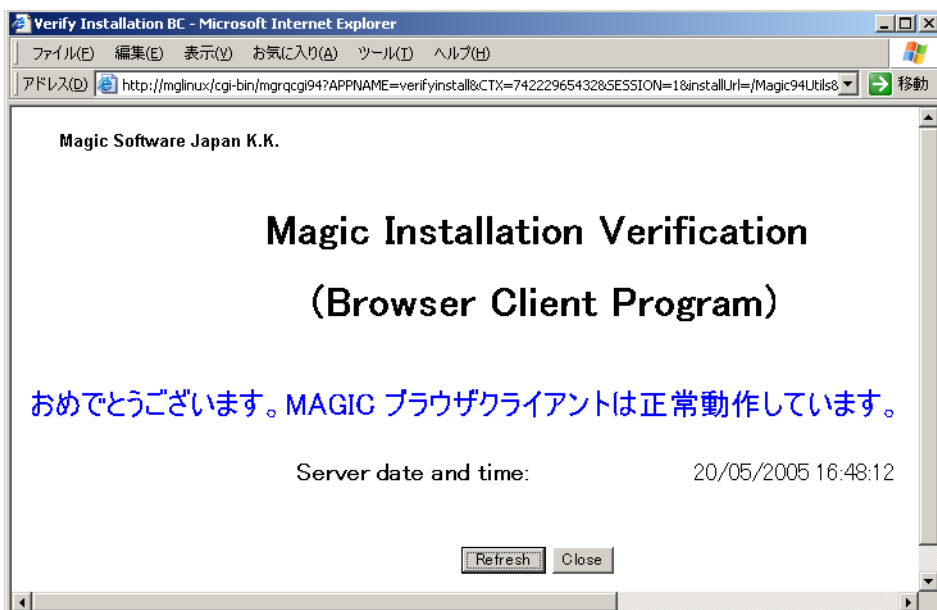 Verify Installation BC - Microsoft Internet Explorer
ファイル(F) 編集(E) 表示(V) お気に入り(A) ツール(T) ヘルプ(H)
アドレス(D) http://mglinux/cgi-bin/mgrqcgi94?APPNAME=verifyinstall&CTX=74222965432&SESSION=1&installUrl=/Magic94Utils& 移動
Magic Software Japan K.K.
Magic Installation Verification
(Browser Client Program)
おめでとうございます。MAGIC ブラウザクライアントは正常動作しています。
Server date and time: 20/05/2005 16:48:12
Refresh Close